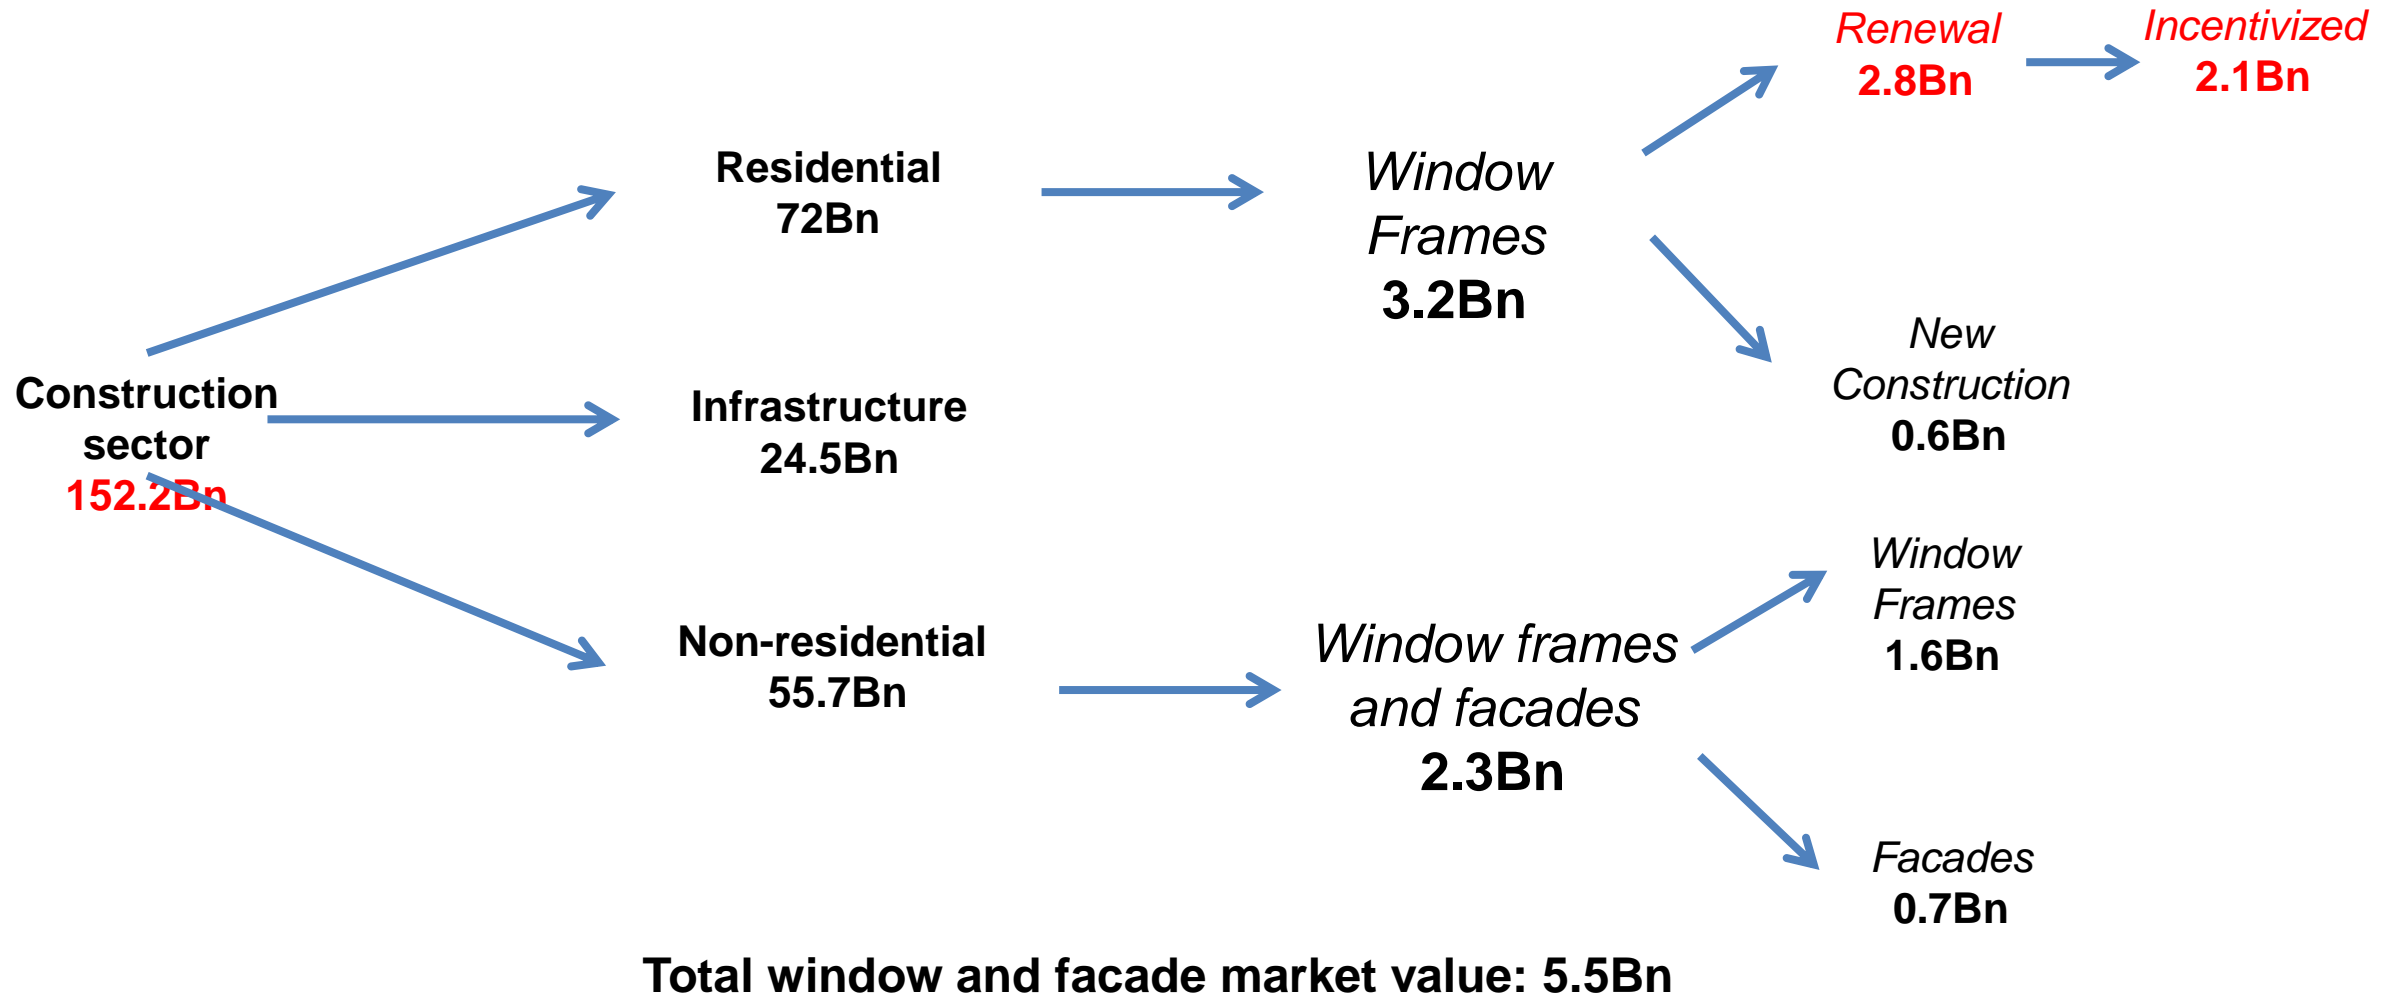 Renewal
2.8Bn
Incentivized
2.1Bn
Residential
72Bn
Window
Frames
3.2Bn
New
Construction
0.6Bn
Construction
sector
152.2Bn
Infrastructure
24.5Bn
Non-residential
55.7Bn
Window frames
and facades
2.3Bn
Window
Frames
1.6Bn
Facades
0.7Bn
Total window and facade market value: 5.5Bn